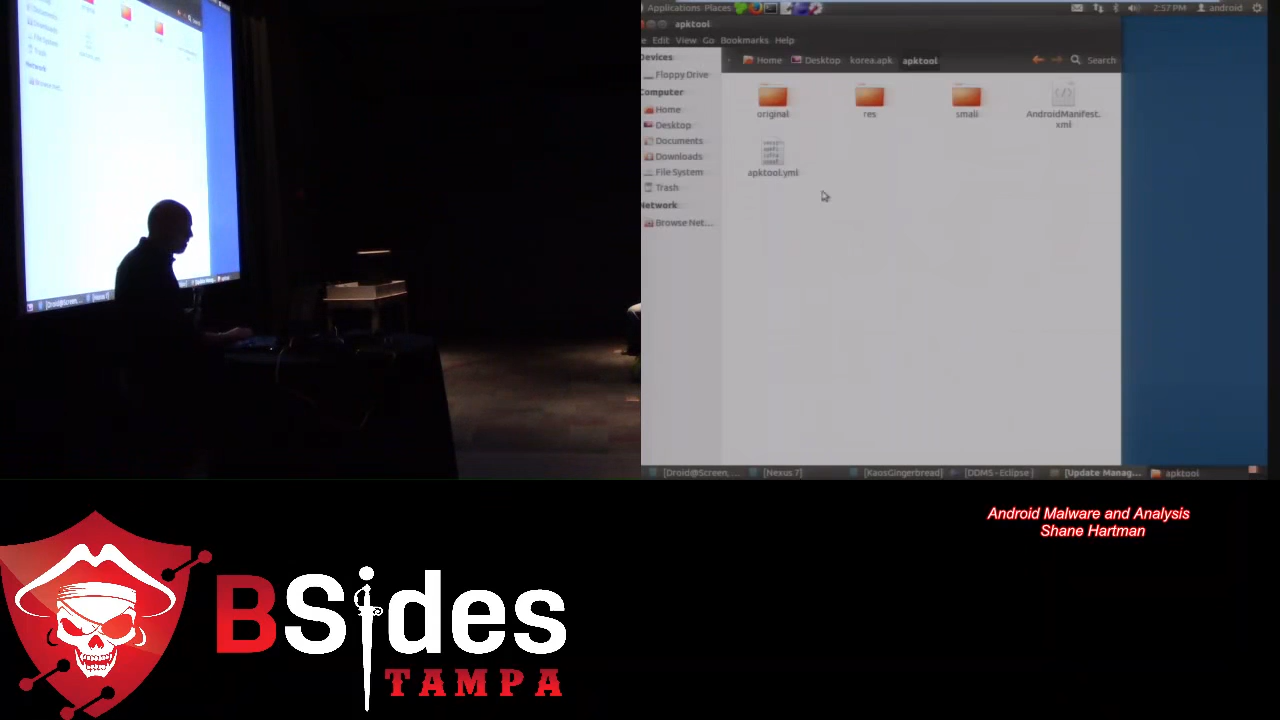 Applications Places
2:57 PM
android
apktool
Edit View Go Bookmarks Help
Devices
Home
Desktop
korea.apk
apktool
Search
Floppy Drive
Computer
Home
Desktop
Documents
Downloads
File System
Trash
Network
Browse Net...
original
res
smali
AndroidManifest.
xml
apktool.yml
[Droid@Screen, ...
[Nexus 7]
[KaosGingerbread]
[DDMS - Eclipse ]
[Update Manag...
apktool
Android Malware and Analysis
Shane Hartman
BSides
TAMPA